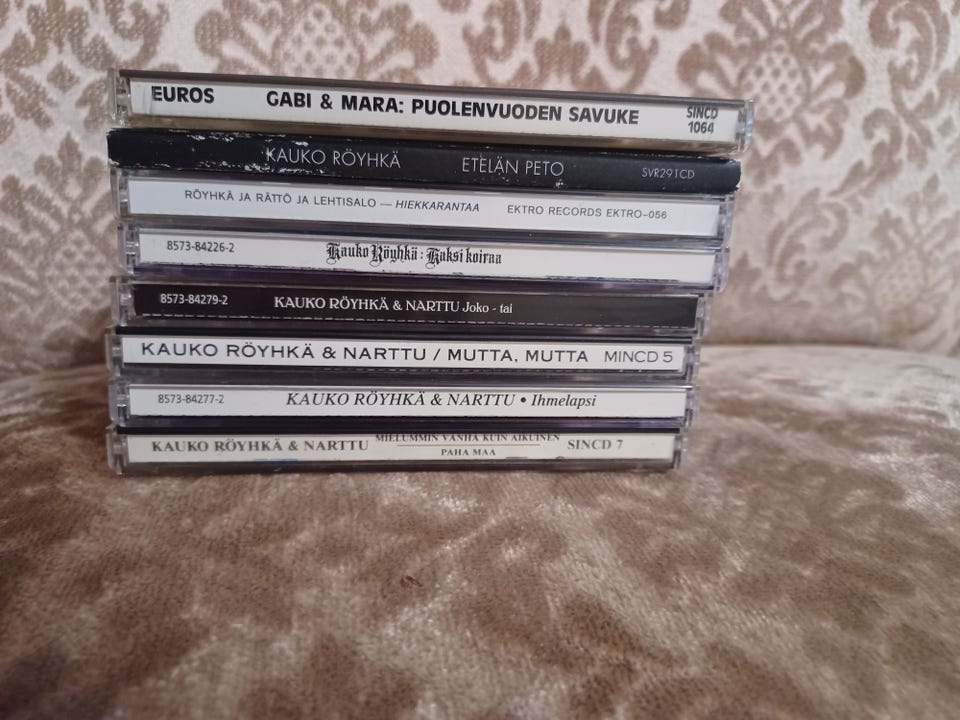 EUROS GABI & MARA: PUOLENVUODEN SAVUKE SINCD
1064
KAUKO RÖYHKÄ ETELÄN PETO SVR291CD
RÖYHKÄ JA RÄTTÖ JA LEHTISALO — HIEKKARANTAA EKTRO RECORDS EKTRO-056
8573-84226-2 Kauko Röyhkä: Kaksi koiraa
8573-84279-2 KAUKO RÖYHKÄ & NARTTU Joko - tai
KAUKO RÖYHKÄ & NARTTU / MUTTA, MUTTA MINCD 5
8573-84277-2 KAUKO RÖYHKÄ & NARTTU • Ihmelapsi
KAUKO RÖYHKÄ & NARTTU MIELUMMIN VANHA KUIN AIKUINEN SINCD 7
PAHA MAA